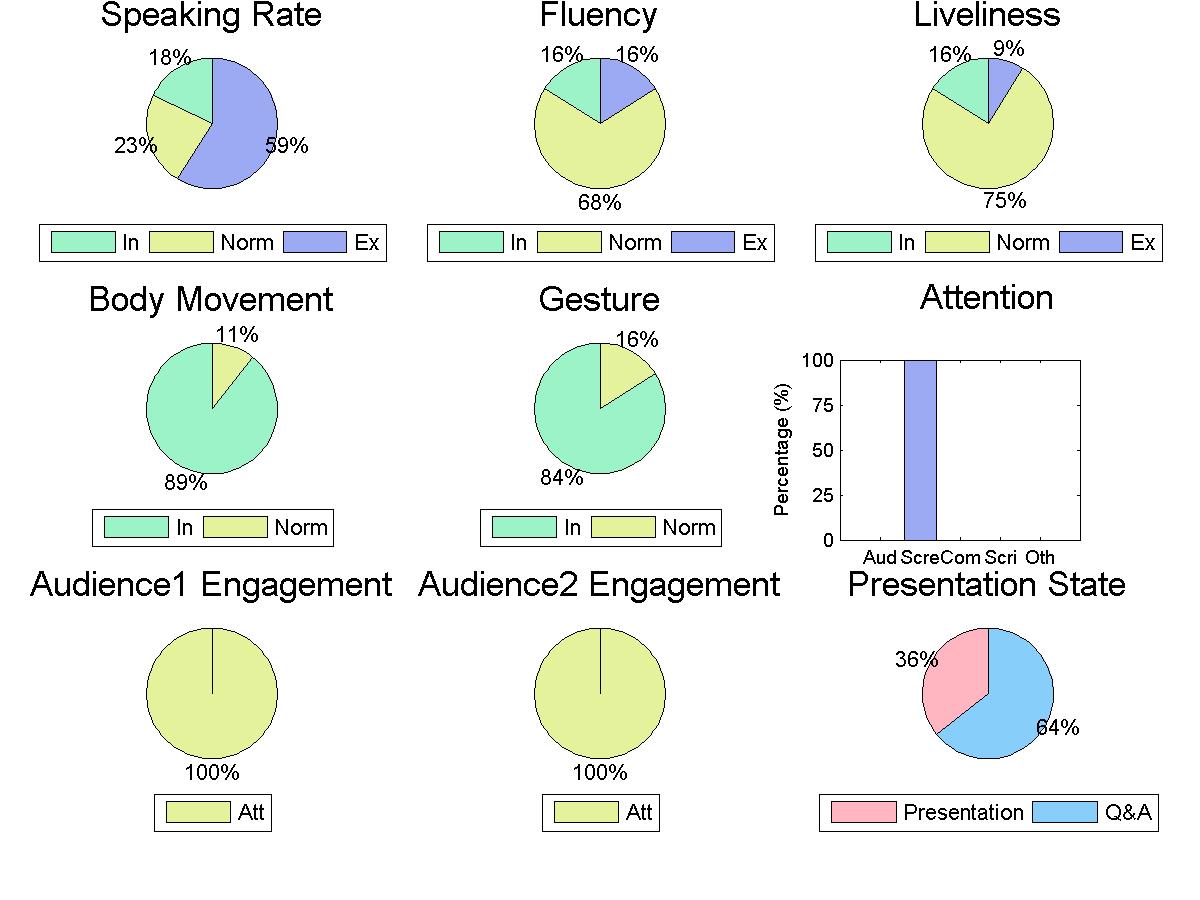 Speaking Rate
18%
23%
59%
In Norm Ex
Fluency
16% 16%
68%
In Norm Ex
Liveliness
16% 9%
75%
In Norm Ex
Body Movement
11%
89%
In Norm
Gesture
16%
84%
In Norm
Attention
Percentage (%)
100
75
50
25
0
Aud Scre Com Scri Oth
Audience1 Engagement
100%
Att
Audience2 Engagement
100%
Att
Presentation State
36%
64%
Presentation Q&A